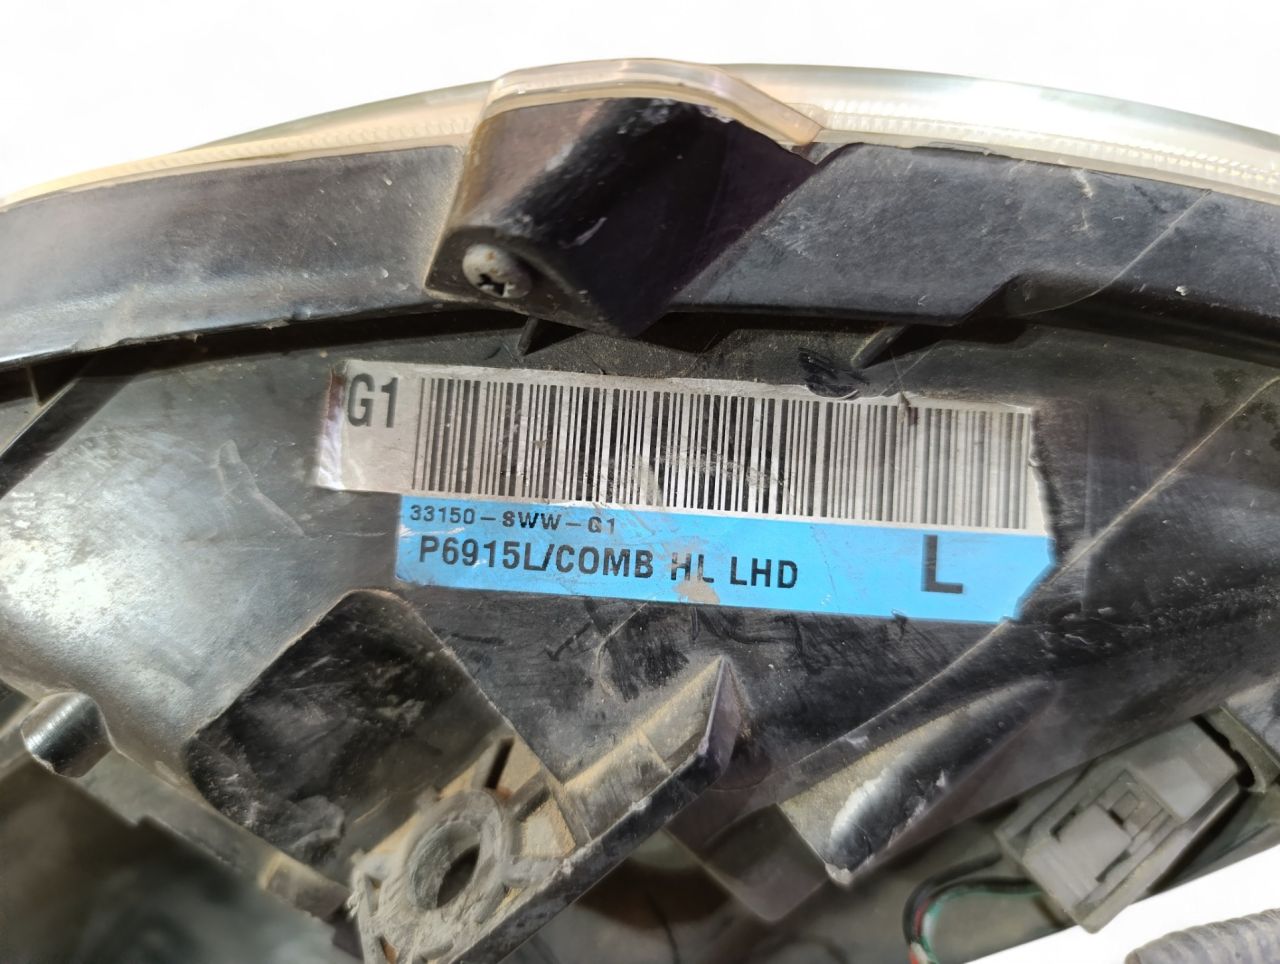 G1
33150-SWW-G1
P6915L/COMB HL LHD
L